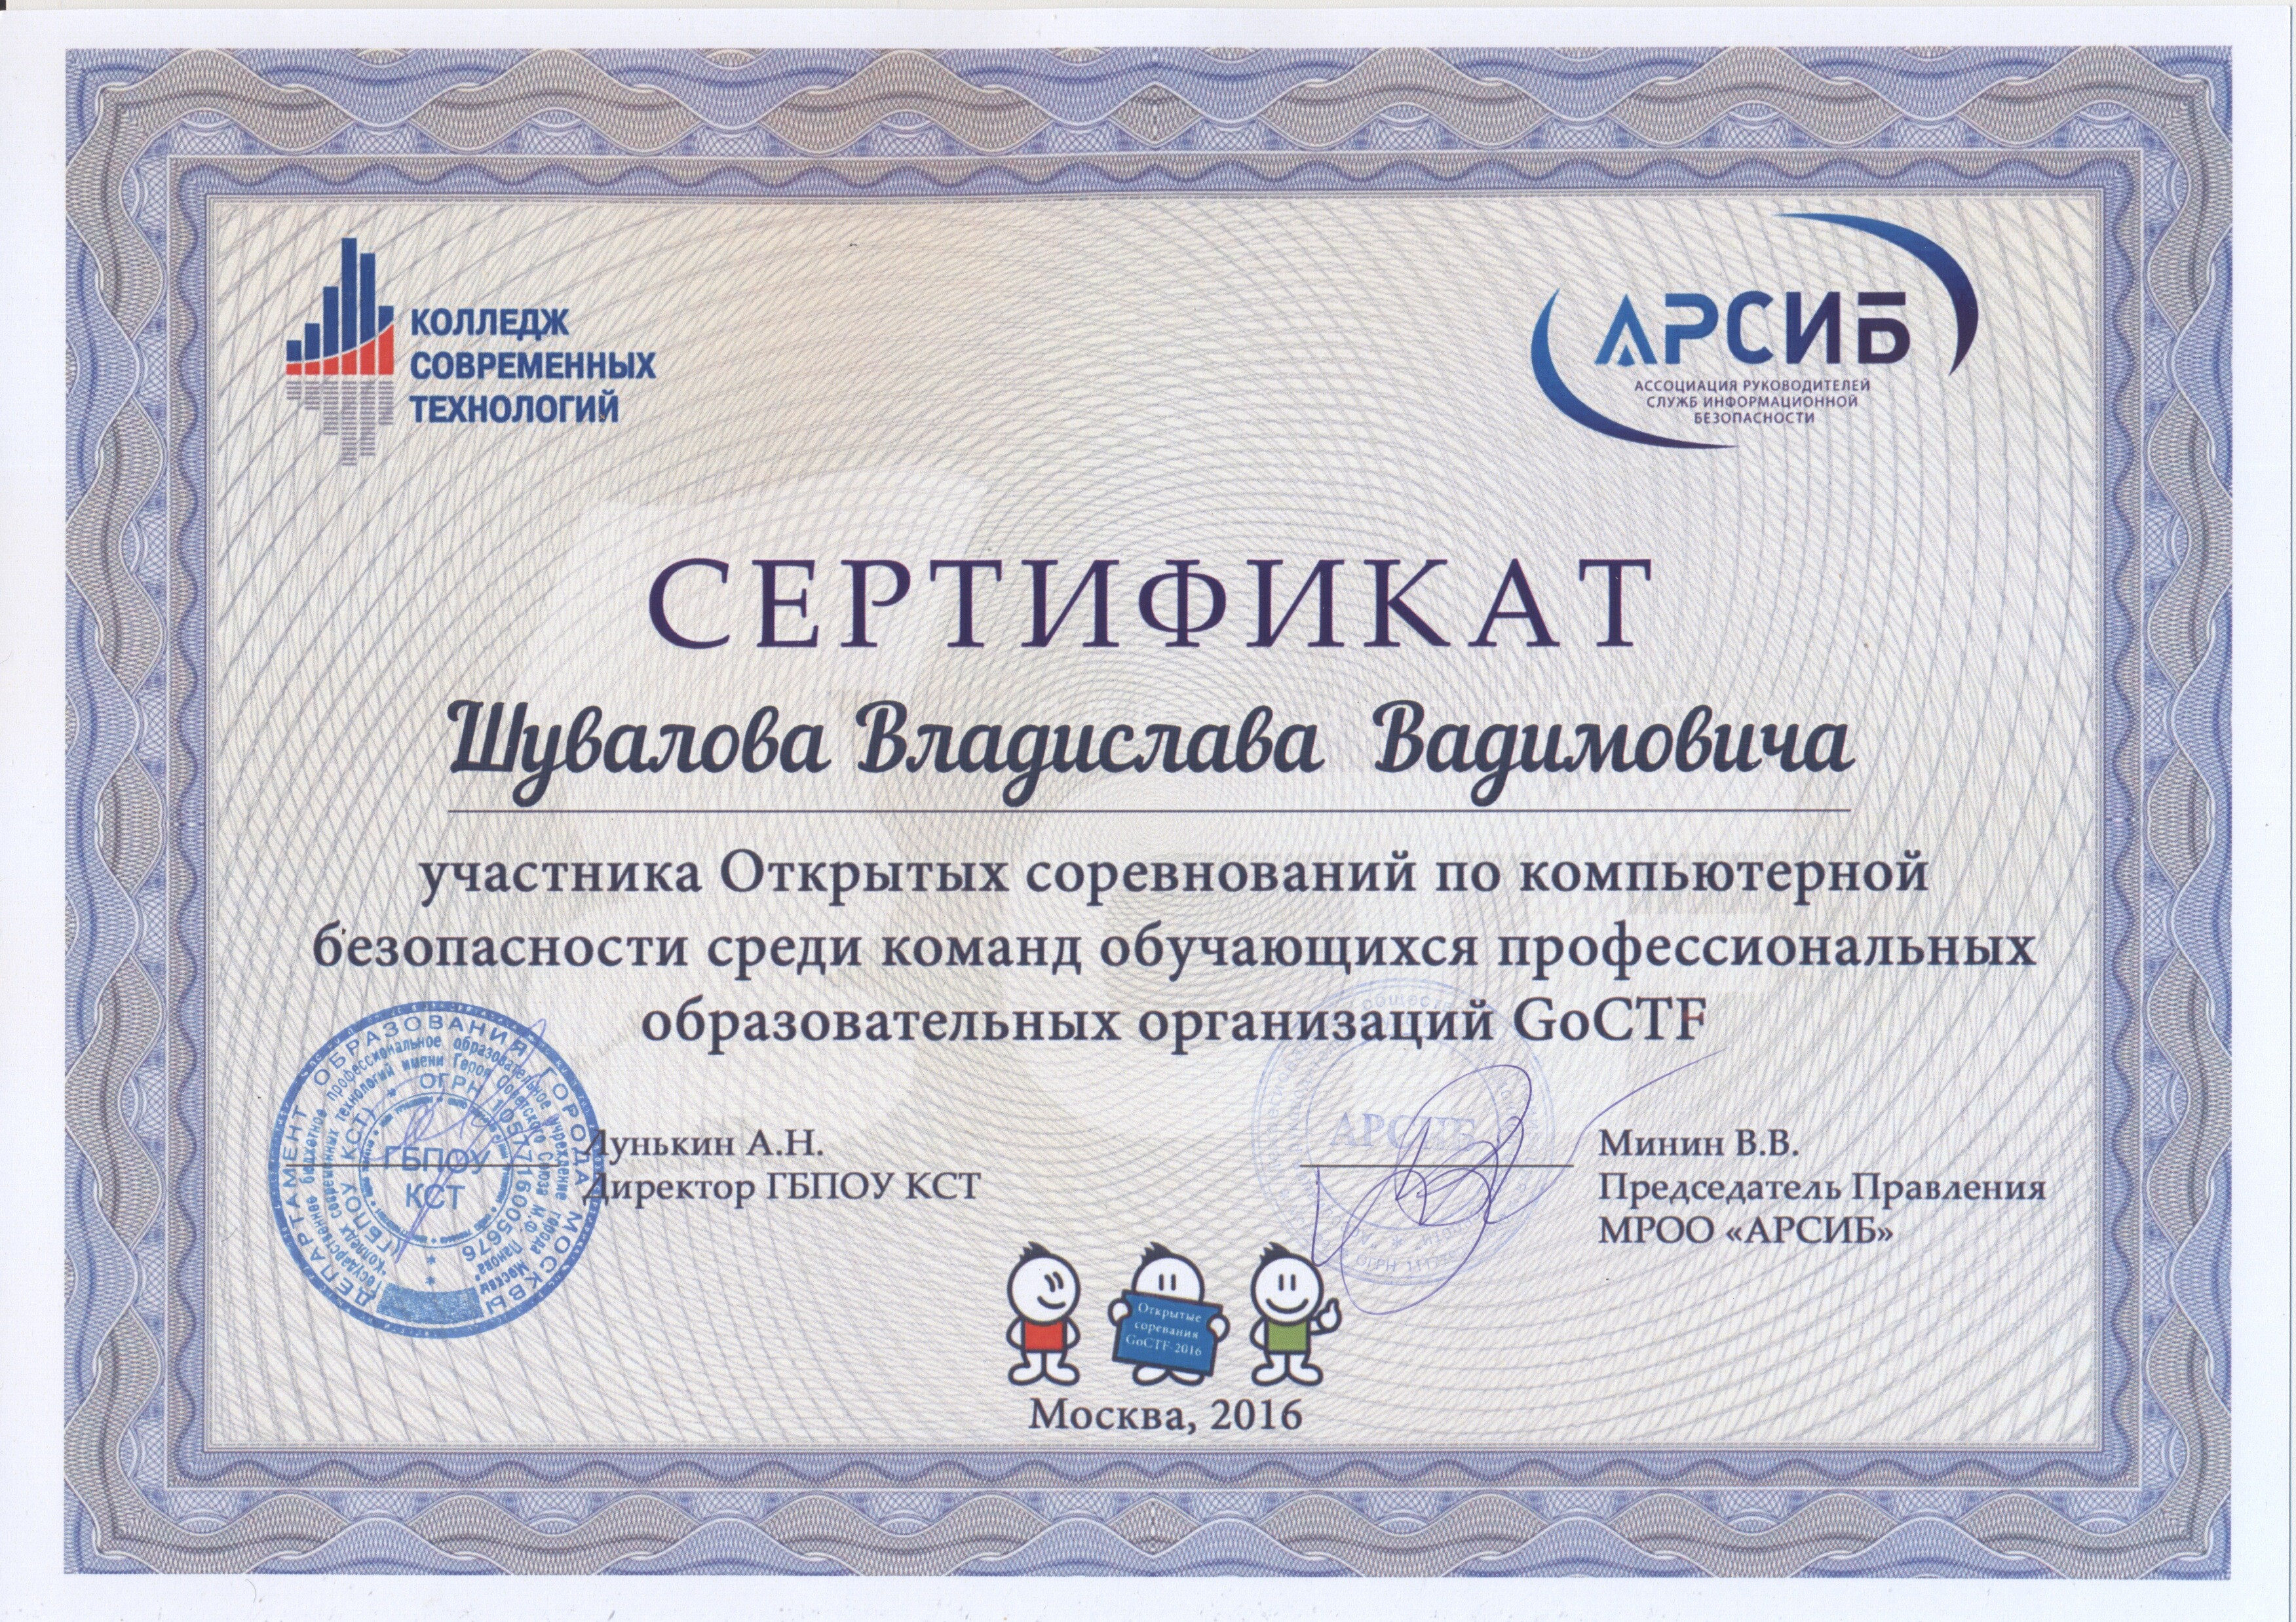 КОЛЛЕДЖ
СОВРЕМЕННЫХ
ТЕХНОЛОГИЙ
АРСИБ
АССОЦИАЦИЯ РУКОВОДИТЕЛЕЙ
СЛУЖБ ИНФОРМАЦИОННОЙ
БЕЗОПАСНОСТИ
СЕРТИФИКАТ
Шувалова Владислава Вадимовича
участника Открытых соревнований по компьютерной
безопасности среди команд обучающихся профессиональных
образовательных организаций GoCTF
ДЕПАРТАМЕНТ ОБРАЗОВАНИЯ ГОРОДА МОСКВЫ
Государственное бюджетное профессиональное образовательное учреждение города Москвы
"Колледж современных технологий имени Героя Советского Союза М.Ф. Панова"
(ГБПОУ КСТ) * ОГРН 1057716005676 *
ГБПОУ
КСТ
Лунькин А.Н.
Директор ГБПОУ КСТ
АРСИБ
Минин В.В.
Председатель Правления
МРОО «АРСИБ»
Открытые
соревания
GoCTF-2016
Москва, 2016